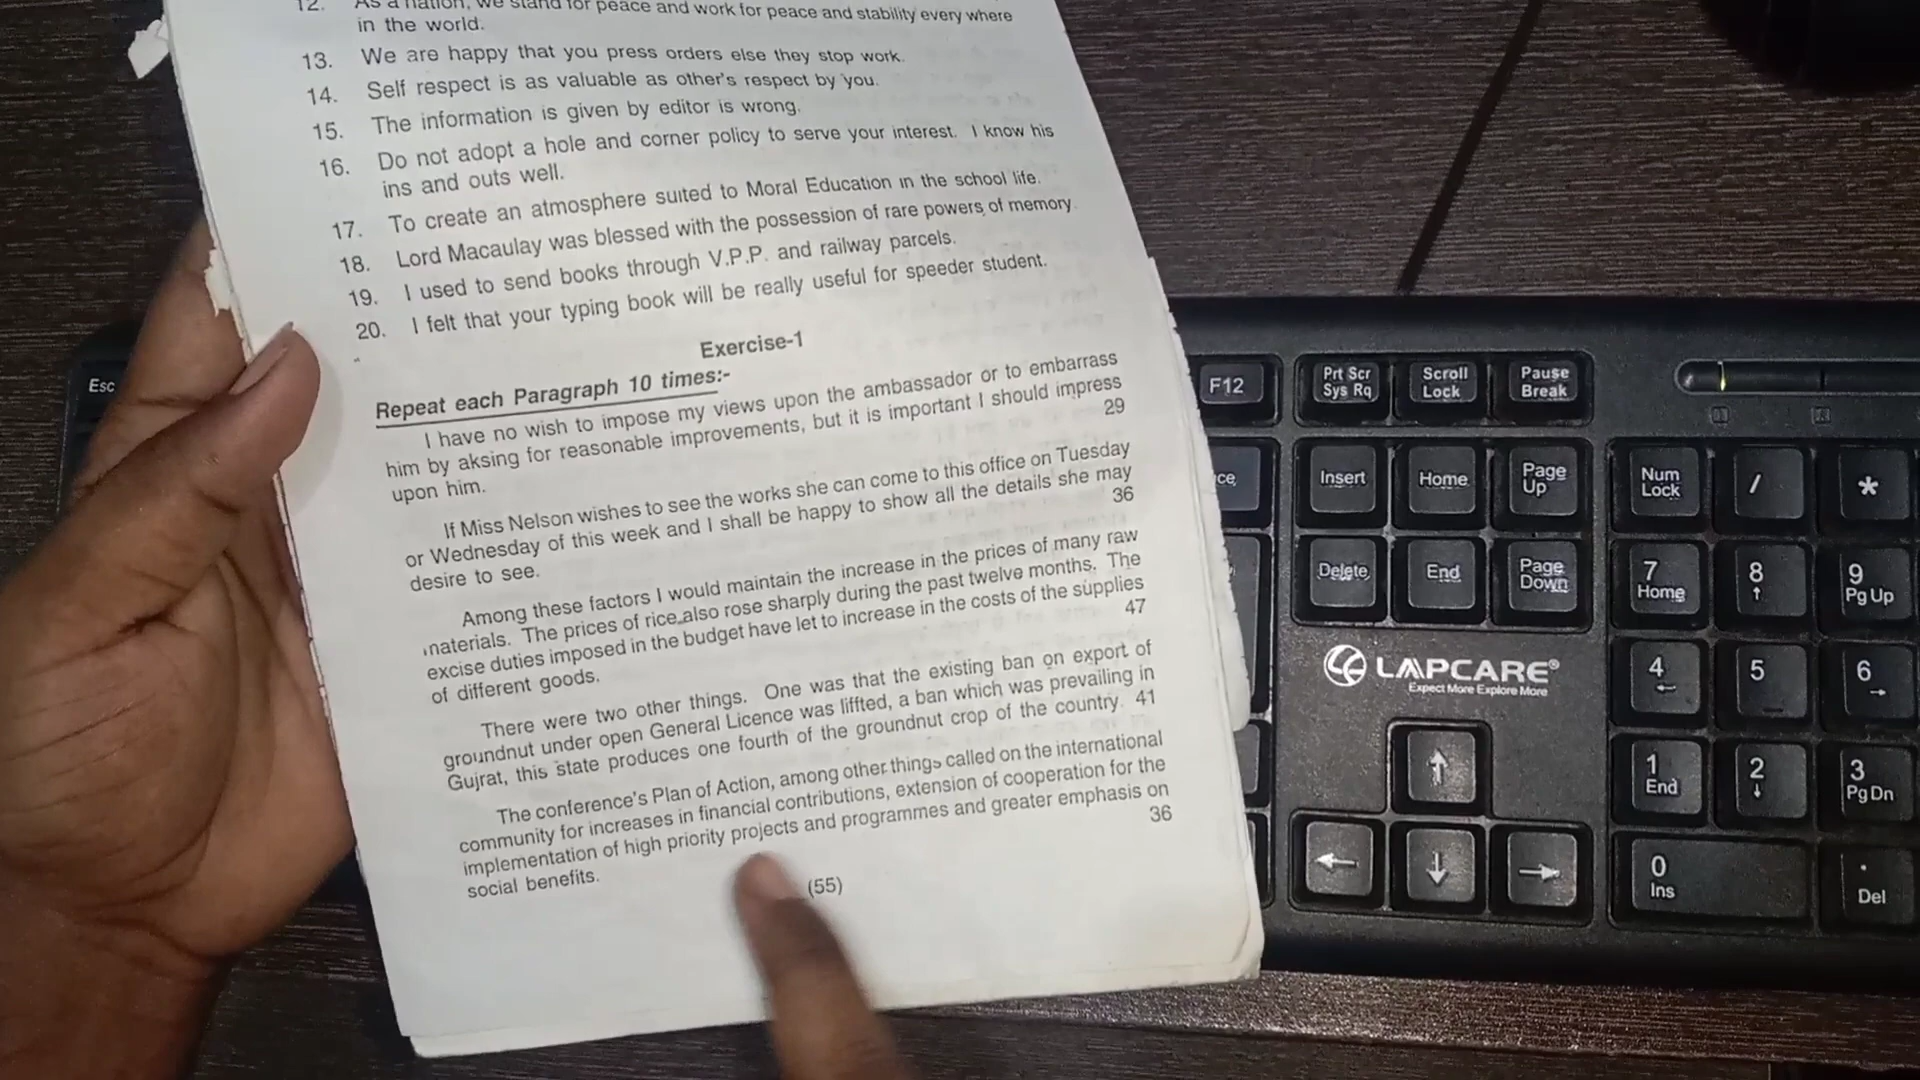 12. As a nation, we stand for peace and work for peace and stability every where
in the world.
13. We are happy that you press orders else they stop work.
14. Self respect is as valuable as other's respect by you.
15. The information is given by editor is wrong.
16. Do not adopt a hole and corner policy to serve your interest. I know his
ins and outs well.
17. To create an atmosphere suited to Moral Education in the school life.
18. Lord Macaulay was blessed with the possession of rare powers of memory
19. I used to send books through V.P.P. and railway parcels.
20. I felt that your typing book will be really useful for speeder student.
Exercise-1
Repeat each Paragraph 10 times:-
I have no wish to impose my views upon the ambassador or to embarrass
him by aksing for reasonable improvements, but it is important I should impress
upon him. 29
If Miss Nelson wishes to see the works she can come to this office on Tuesday
or Wednesday of this week and I shall be happy to show all the details she may
desire to see. 36
Among these factors I would maintain the increase in the prices of many raw
materials. The prices of rice also rose sharply during the past twelve months. The
excise duties imposed in the budget have let to increase in the costs of the supplies
of different goods. 47
There were two other things. One was that the existing ban on export of
groundnut under open General Licence was liffted, a ban which was prevailing in
Gujrat, this state produces one fourth of the groundnut crop of the country. 41
The conference's Plan of Action, among other things called on the international
community for increases in financial contributions, extension of cooperation for the
implementation of high priority projects and programmes and greater emphasis on
social benefits. 36
(55)
Esc
F12
Prt Scr
Sys Rq
Scroll
Lock
Pause
Break
Insert
Home
Page
Up
Num
Lock
/
*
Delete
End
Page
Down
7
Home
8
↑
9
Pg Up
LAPCARE®
Expect More Explore More
4
←
5
6
→
↑
1
End
2
↓
3
Pg Dn
←
↓
→
0
Ins
.
Del